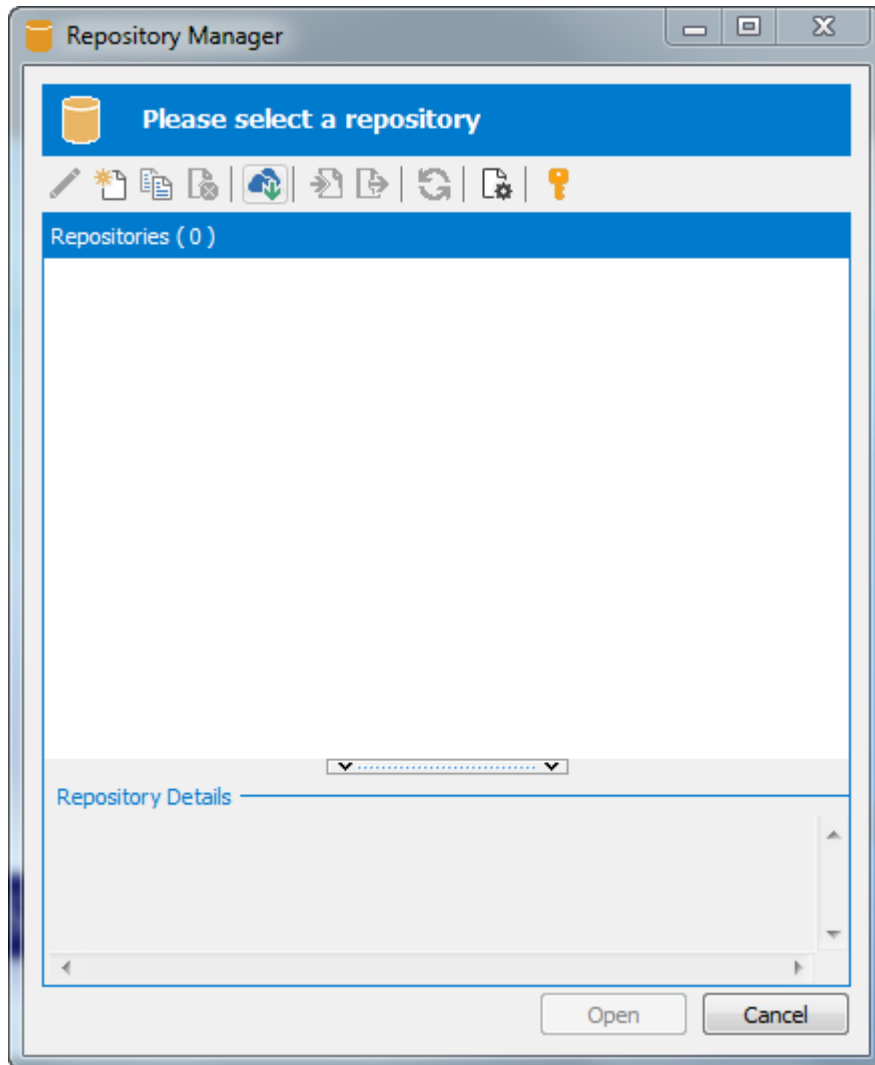 Repository Manager
Please select a repository
Repositories ( 0 )
Repository Details
Open
Cancel